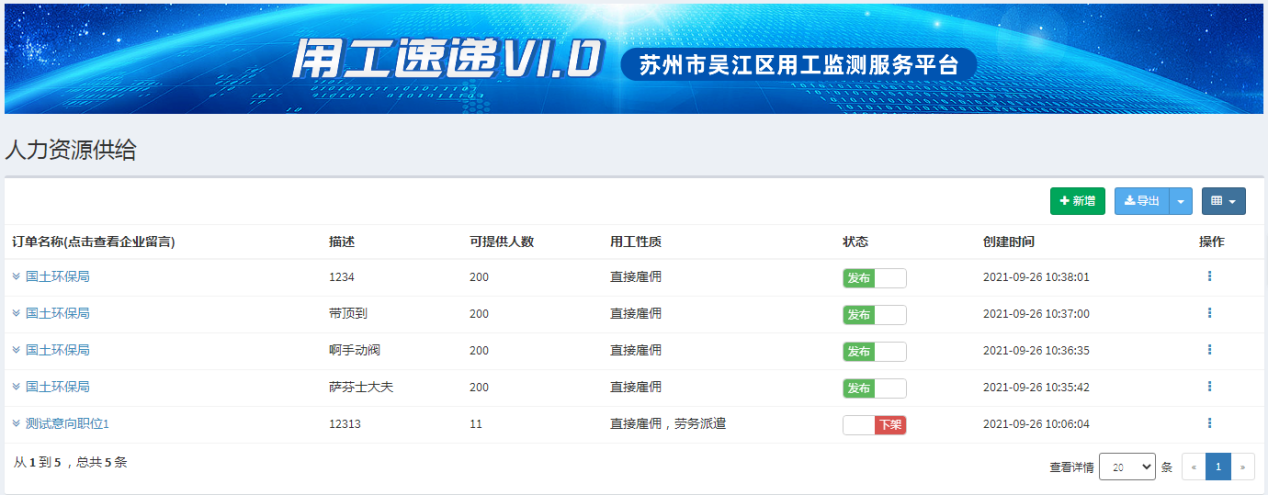 用工速递V1.0 苏州市吴江区用工监测服务平台
人力资源供给
新增 导出
订单名称(点击查看企业留言) 描述 可提供人数 用工性质 状态 创建时间 操作
国土环保局 1234 200 直接雇佣 发布 2021-09-26 10:38:01
国土环保局 带顶到 200 直接雇佣 发布 2021-09-26 10:37:00
国土环保局 啊手动阀 200 直接雇佣 发布 2021-09-26 10:36:35
国土环保局 萨芬士大夫 200 直接雇佣 发布 2021-09-26 10:35:42
测试意向职位1 12313 11 直接雇佣，劳务派遣 下架 2021-09-26 10:06:04
从 1 到 5 ，总共 5 条 查看详情 20 条 « 1 »